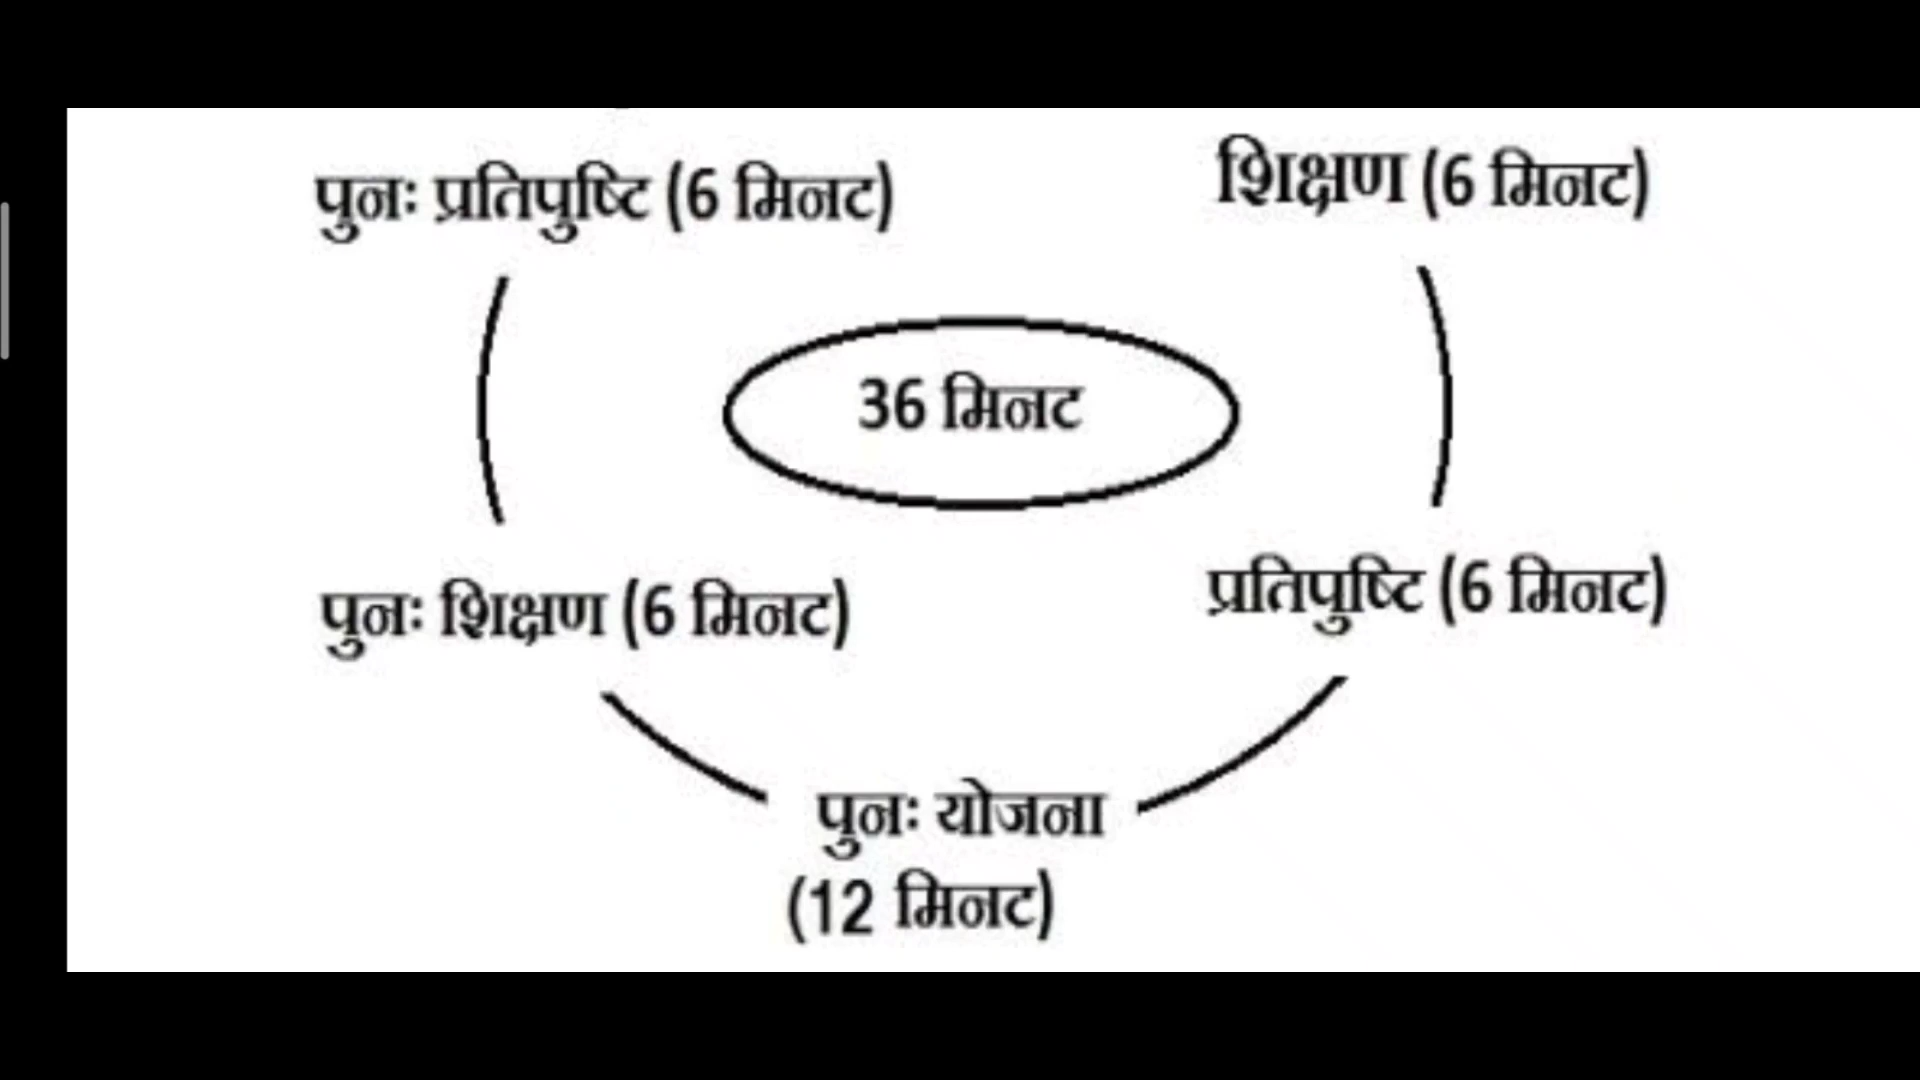 पुनः प्रतिपुष्टि (6 मिनट)
शिक्षण (6 मिनट)
36 मिनट
पुनः शिक्षण (6 मिनट)
प्रतिपुष्टि (6 मिनट)
पुनः योजना
(12 मिनट)